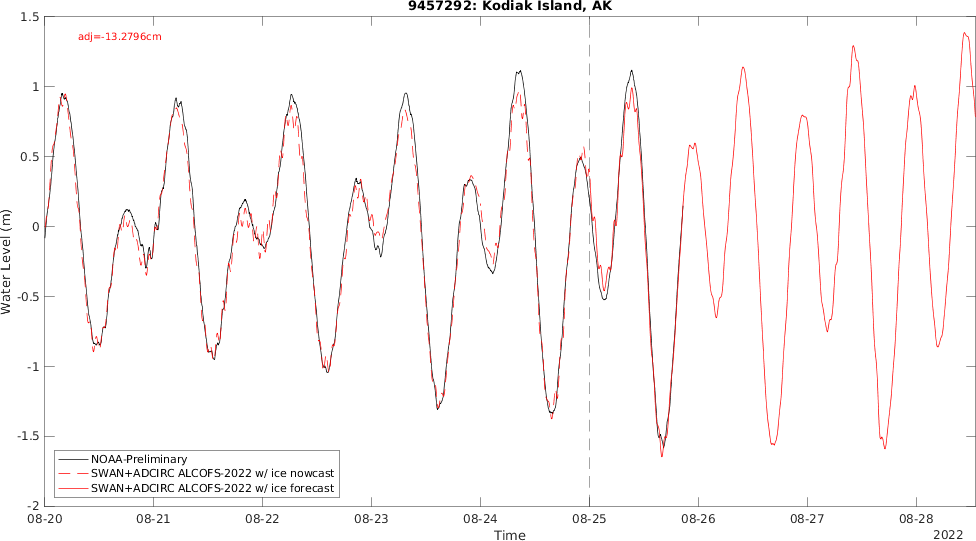 9457292: Kodiak Island, AK
adj=-13.2796cm
1.5
1
0.5
0
-0.5
-1
-1.5
-2
Water Level (m)
NOAA-Preliminary
SWAN+ADCIRC ALCOFS-2022 w/ ice nowcast
SWAN+ADCIRC ALCOFS-2022 w/ ice forecast
08-20 08-21 08-22 08-23 08-24 08-25 08-26 08-27 08-28
Time
2022